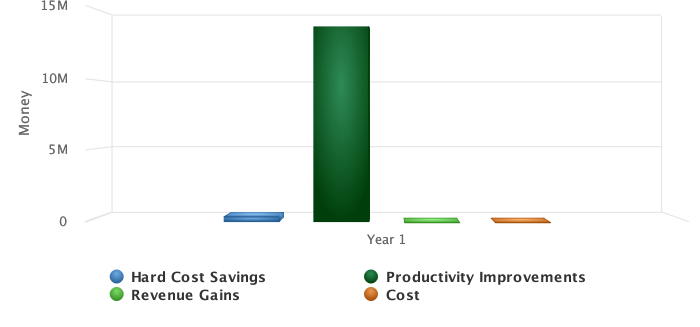 15M
10M
Money
5M
0
Year 1
Hard Cost Savings
Productivity Improvements
Revenue Gains
Cost